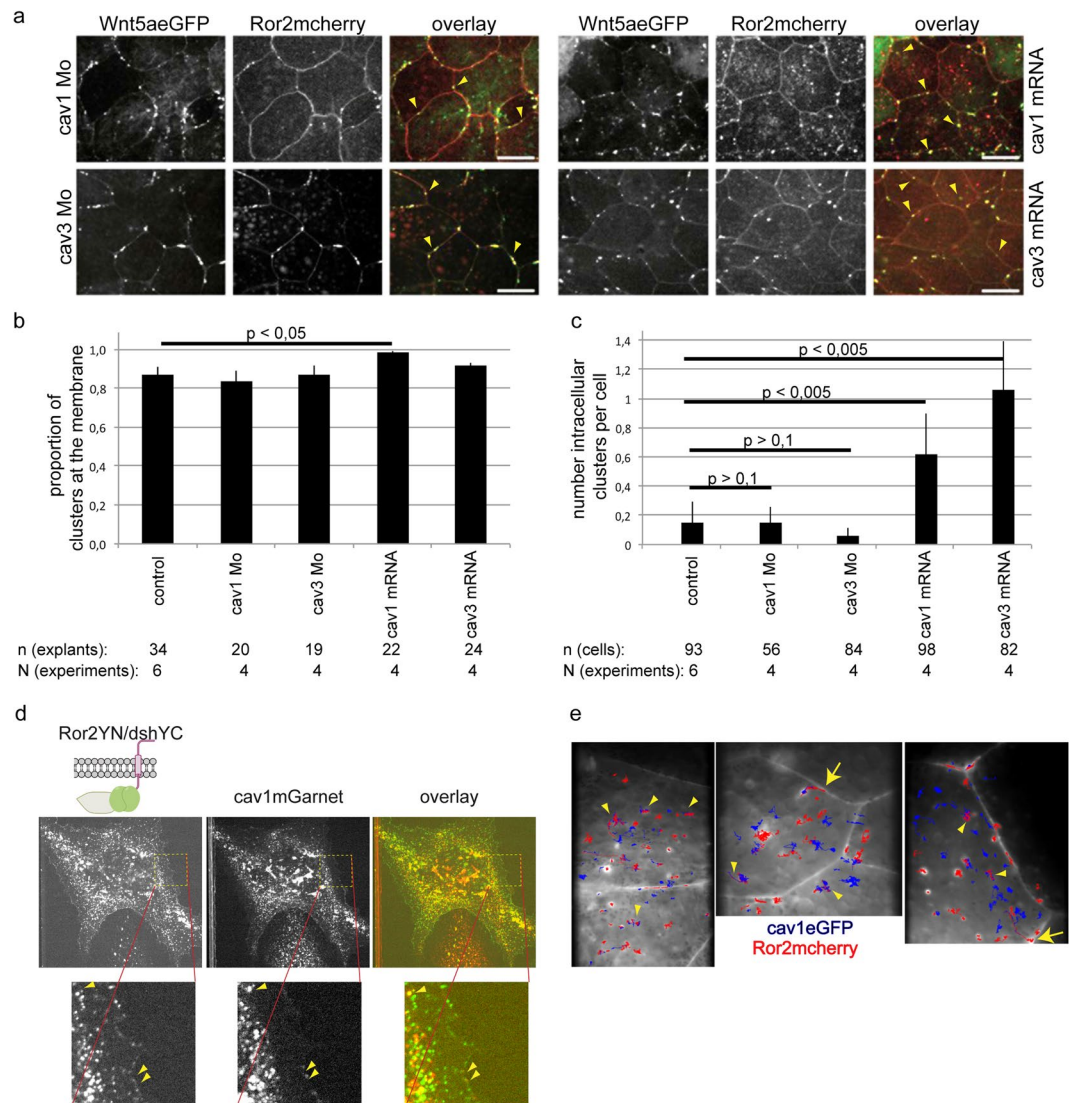 a
Wnt5aeGFP Ror2mcherry overlay
Wnt5aeGFP Ror2mcherry overlay
cav1 Mo
cav1 mRNA
cav3 Mo
cav3 mRNA
b
p < 0,05
proportion of
clusters at the membrane
1,0
0,8
0,6
0,4
0,2
0,0
control
cav1 Mo
cav3 Mo
cav1 mRNA
cav3 mRNA
n (explants): 34 20 19 22 24
N (experiments): 6 4 4 4 4
c
number intracellular
clusters per cell
1,4
1,2
1
0,8
0,6
0,4
0,2
0
p < 0,005
p < 0,005
p > 0,1
p > 0,1
control
cav1 Mo
cav3 Mo
cav1 mRNA
cav3 mRNA
n (cells): 93 56 84 98 82
N (experiments): 6 4 4 4 4
d
Ror2YN/dshYC
cav1mGarnet
overlay
e
cav1eGFP
Ror2mcherry